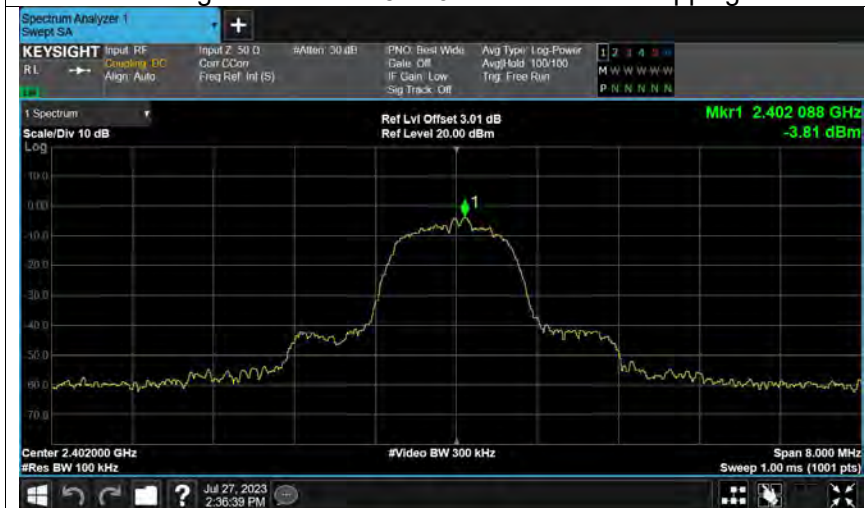 Spectrum Analyzer 1
Swept SA
+
KEYSIGHT Input: RF Input Z: 50 Ω #Atten: 30 dB PNO: Best Wide Avg Type: Log-Power 1 2 3 4 5 6
RL Coupling: DC Corr CCorr Gate: Off Avg|Hold: 100/100 M W W W W W
Align: Auto Freq Ref: Int (S) IF Gain: Low Trig: Free Run P N N N N N
Sig Track: Off
1 Spectrum Ref Lvl Offset 3.01 dB Mkr1 2.402 088 GHz
Scale/Div 10 dB Ref Level 20.00 dBm -3.81 dBm
Log
10.0
0.00
1
-10.0
-20.0
-30.0
-40.0
-50.0
-60.0
-70.0
Center 2.402000 GHz #Video BW 300 kHz Span 8.000 MHz
#Res BW 100 kHz Sweep 1.00 ms (1001 pts)
? Jul 27, 2023
2:36:39 PM